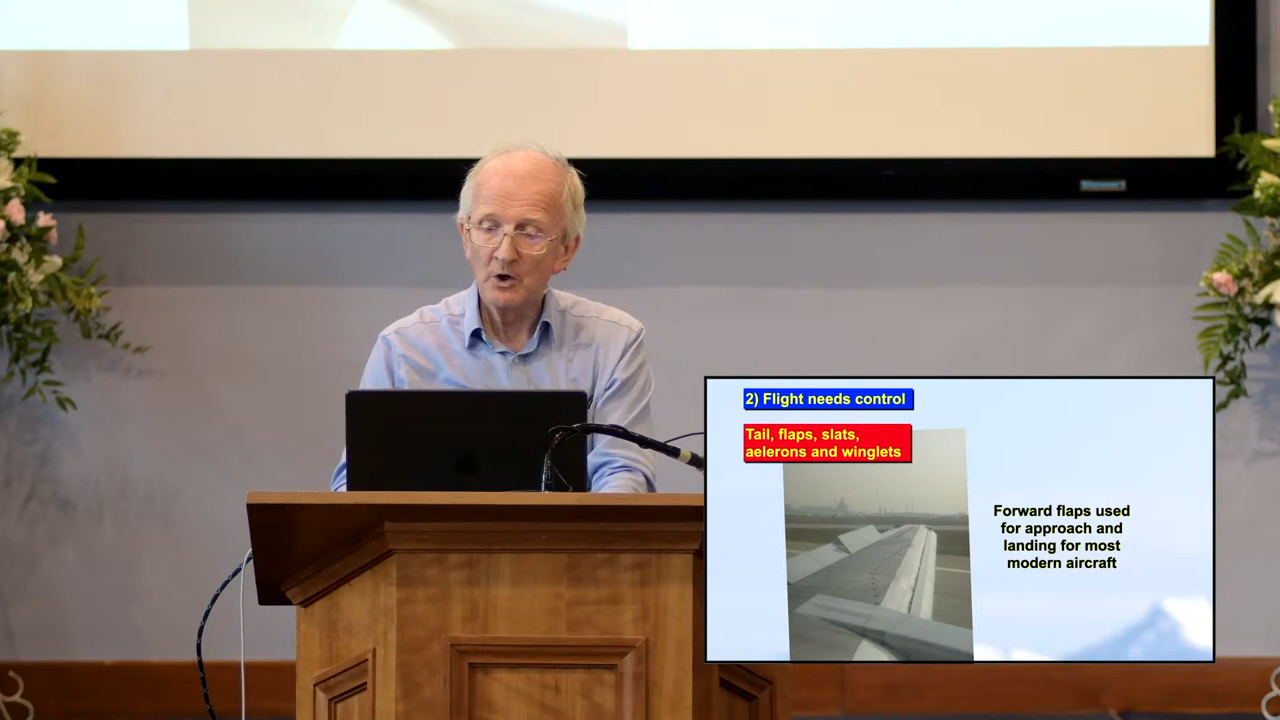 2) Flight needs control
Tail, flaps, slats,
aelerons and winglets
Forward flaps used
for approach and
landing for most
modern aircraft